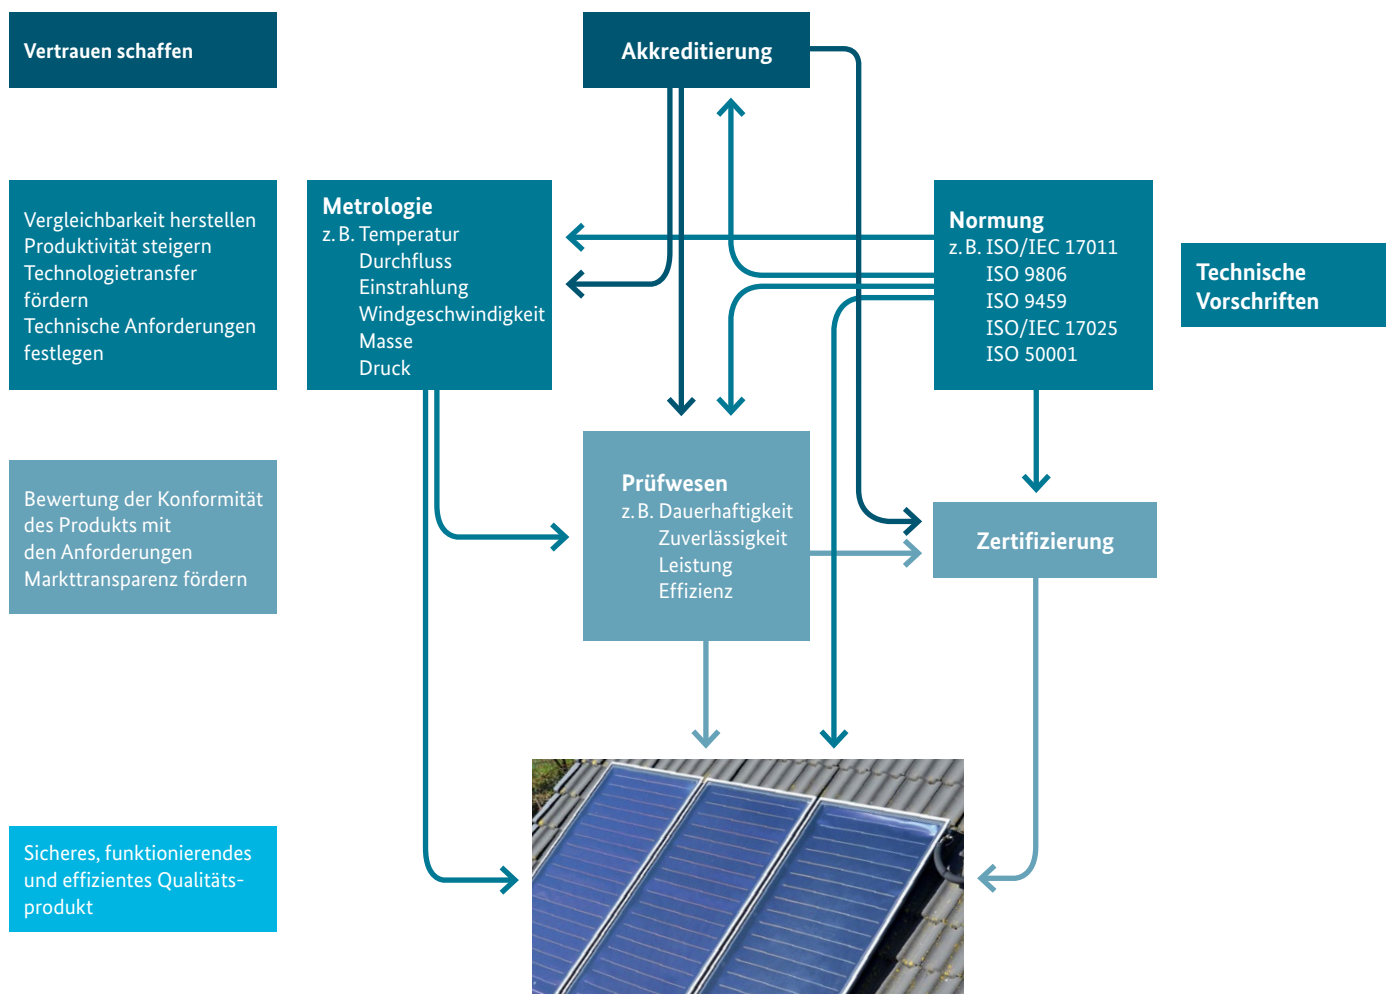 Vertrauen schaffen
Akkreditierung
Vergleichbarkeit herstellen
Produktivität steigern
Technologietransfer
fördern
Technische Anforderungen
festlegen
Metrologie
z. B. Temperatur
Durchfluss
Einstrahlung
Windgeschwindigkeit
Masse
Druck
Normung
z. B. ISO/IEC 17011
ISO 9806
ISO 9459
ISO/IEC 17025
ISO 50001
Technische
Vorschriften
Bewertung der Konformität
des Produkts mit
den Anforderungen
Markttransparenz fördern
Prüfwesen
z. B. Dauerhaftigkeit
Zuverlässigkeit
Leistung
Effizienz
Zertifizierung
Sicheres, funktionierendes
und effizientes Qualitäts-
produkt